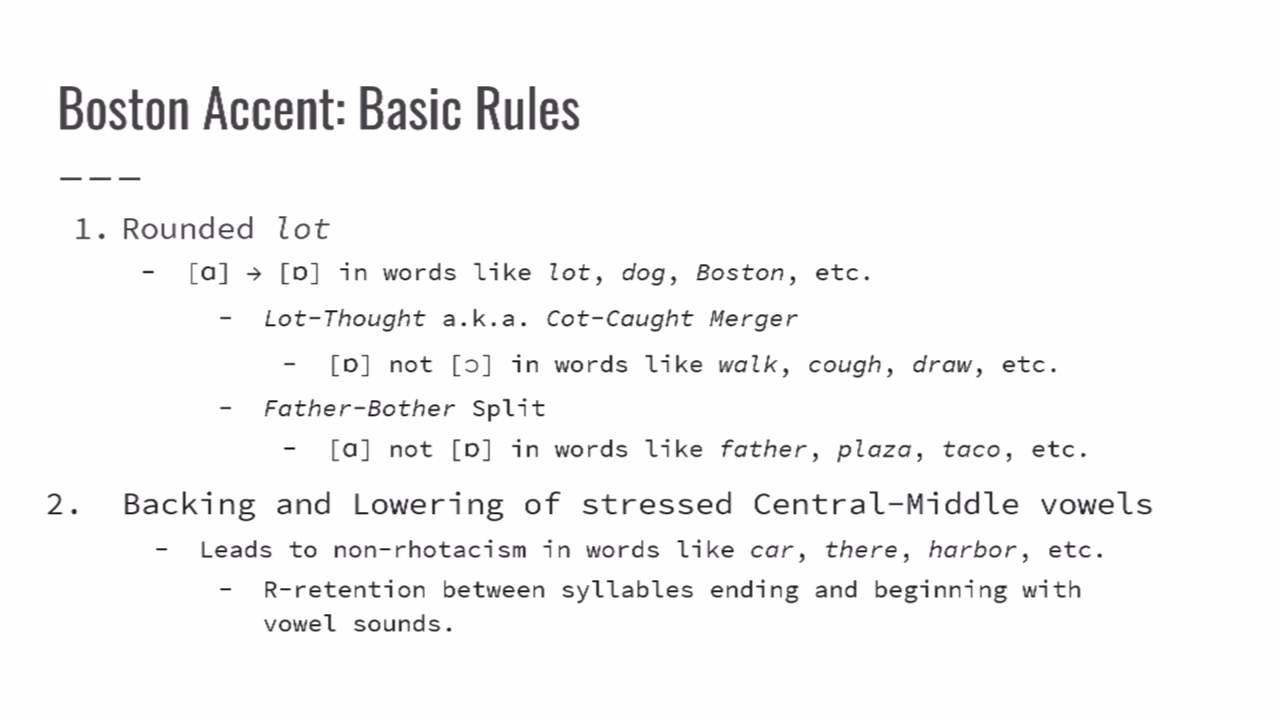 Boston Accent: Basic Rules
---
1. Rounded lot
- [ɑ] → [ɒ] in words like lot, dog, Boston, etc.
- Lot-Thought a.k.a. Cot-Caught Merger
- [ɒ] not [ɔ] in words like walk, cough, draw, etc.
- Father-Bother Split
- [ɑ] not [ɒ] in words like father, plaza, taco, etc.
2. Backing and Lowering of stressed Central-Middle vowels
- Leads to non-rhotacism in words like car, there, harbor, etc.
- R-retention between syllables ending and beginning with
vowel sounds.